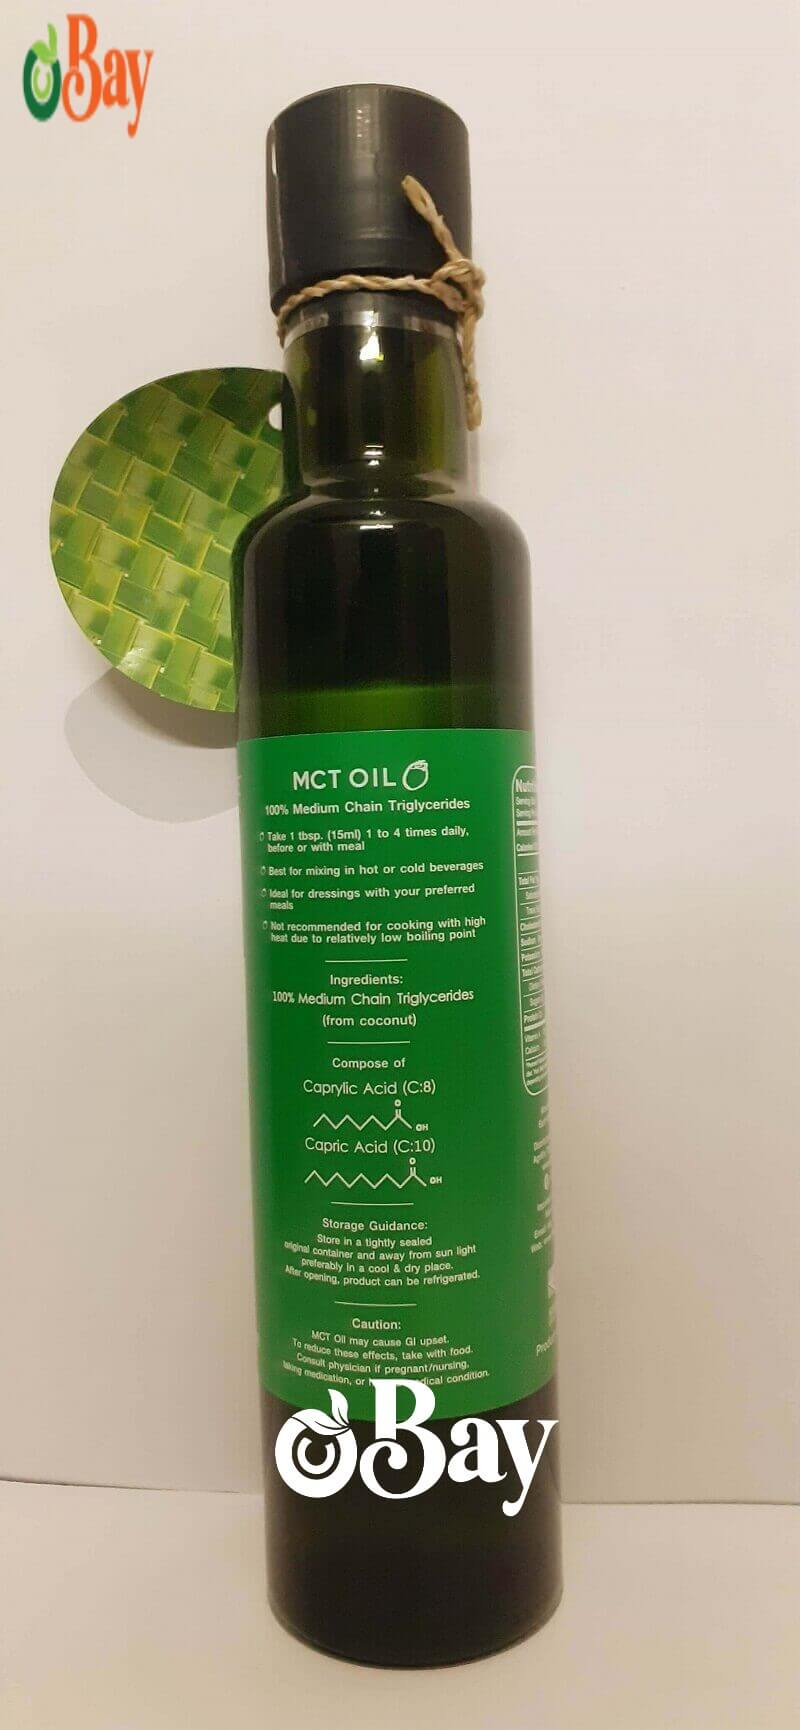 Bay
MCT OIL
100% Medium Chain Triglycerides
Take 1 tbsp. (15ml) 1 to 4 times daily,
before or with meal
Best for mixing in hot or cold beverages
Ideal for dressings with your preferred
meals
Not recommended for cooking with high
heat due to relatively low boiling point
Ingredients:
100% Medium Chain Triglycerides
(from coconut)
Compose of
Caprylic Acid (C:8)
O
OH
Capric Acid (C:10)
O
OH
Storage Guidance:
Store in a tightly sealed
original container and away from sun light
preferably in a cool & dry place.
After opening, product can be refrigerated.
Caution:
MCT Oil may cause GI upset.
To reduce these effects, take with food.
Consult physician if pregnant/nursing,
taking medication, or condition.
Total Fat
Sodium
Calcium
Bay